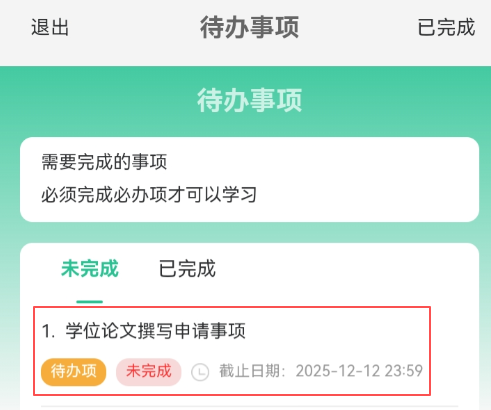 退出 待办事项 已完成
待办事项
需要完成的事项
必须完成必办项才可以学习
未完成 已完成
1. 学位论文撰写申请事项
待办项 未完成 截止日期：2025-12-12 23:59